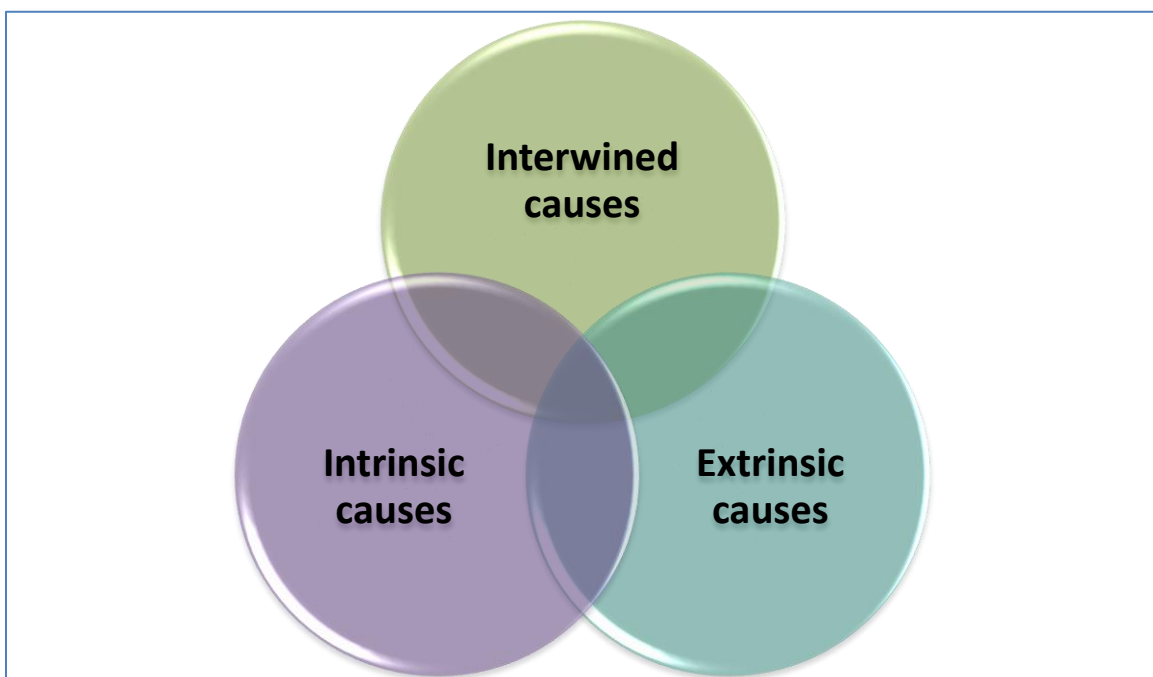 Interwined
causes
Intrinsic
causes
Extrinsic
causes